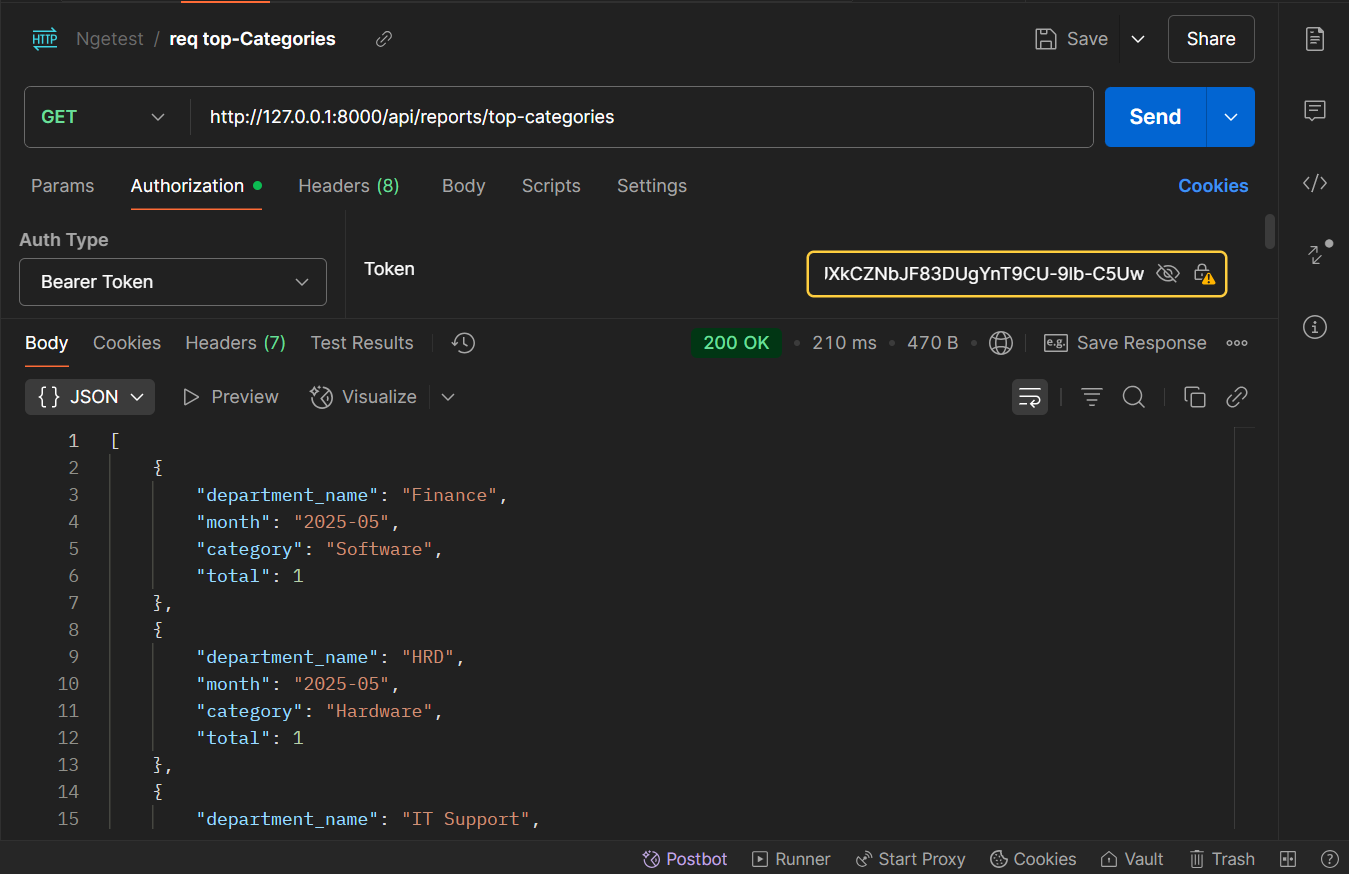 HTTP Ngetest / req top-Categories Save Share
GET http://127.0.0.1:8000/api/reports/top-categories Send
Params Authorization Headers (8) Body Scripts Settings Cookies
Auth Type
Bearer Token
Token
XkCZNbJF83DUgYnT9CU-9Ib-C5Uw
Body Cookies Headers (7) Test Results 200 OK • 210 ms • 470 B • e.g. Save Response
{} JSON Preview Visualize
1 [
2 {
3 "department_name": "Finance",
4 "month": "2025-05",
5 "category": "Software",
6 "total": 1
7 },
8 {
9 "department_name": "HRD",
10 "month": "2025-05",
11 "category": "Hardware",
12 "total": 1
13 },
14 {
15 "department_name": "IT Support",
Postbot Runner Start Proxy Cookies Vault Trash